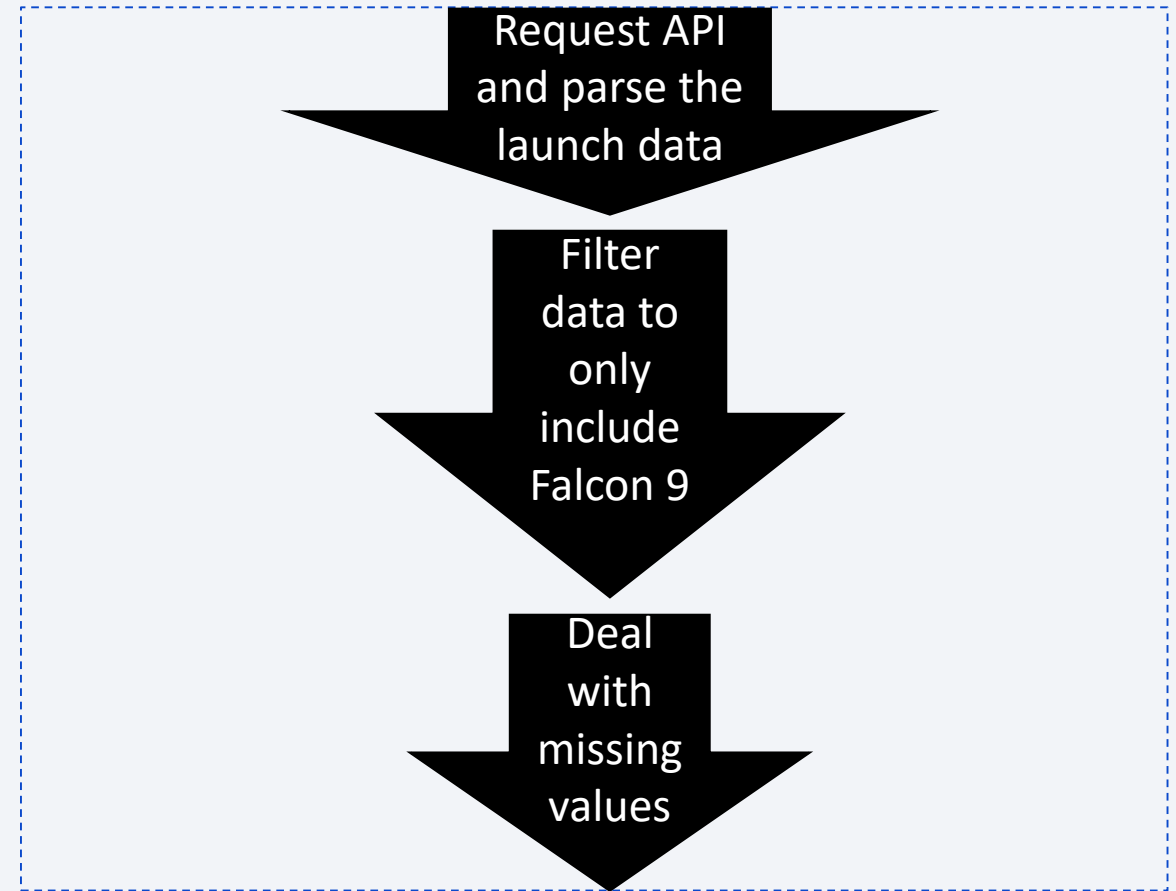 Request API
and parse the
launch data
Filter
data to
only
include
Falcon 9
Deal
with
missing
values